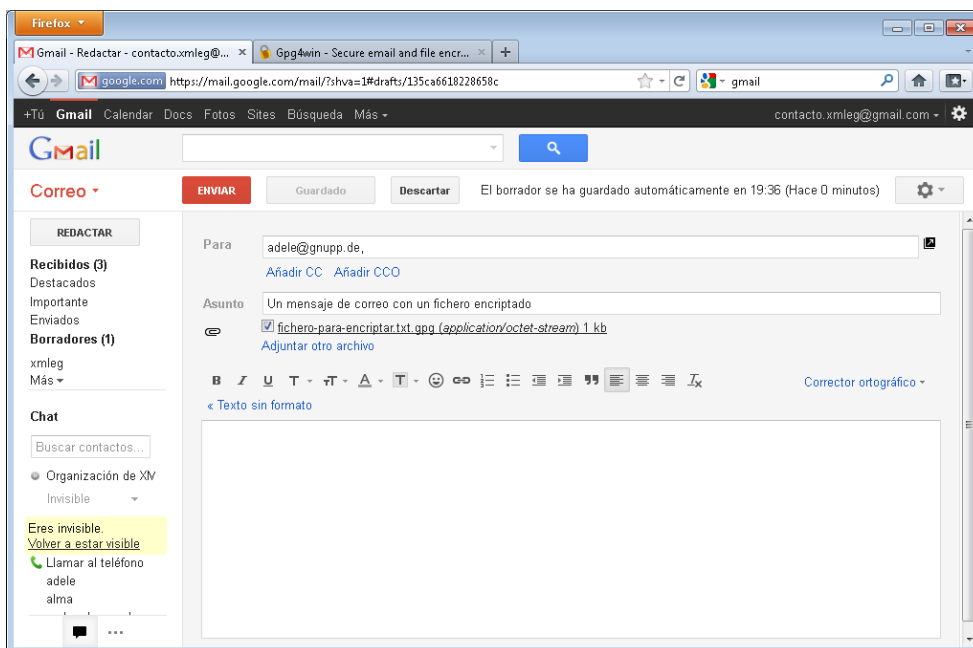 Firefox
Gmail - Redactar - contacto.xmleg@...
Gpg4win - Secure email and file encr...
google.com https://mail.google.com/mail/?shva=1#drafts/135ca6618228658c
gmail
+Tú Gmail Calendar Docs Fotos Sites Búsqueda Más
contacto.xmleg@gmail.com
Gmail
Correo
ENVIAR Guardado Descartar El borrador se ha guardado automáticamente en 19:36 (Hace 0 minutos)
REDACTAR
Recibidos (3)
Destacados
Importante
Enviados
Borradores (1)
xmleg
Más
Chat
Buscar contactos...
Organización de XM
Invisible
Eres invisible.
Volver a estar visible
Llamar al teléfono
adele
alma
Para adele@gnupp.de,
Añadir CC Añadir CCO
Asunto Un mensaje de correo con un fichero encriptado
fichero-para-encriptar.txt.gpg (application/octet-stream) 1 kb
Adjuntar otro archivo
B I U T тT A T Tx Corrector ortográfico
« Texto sin formato